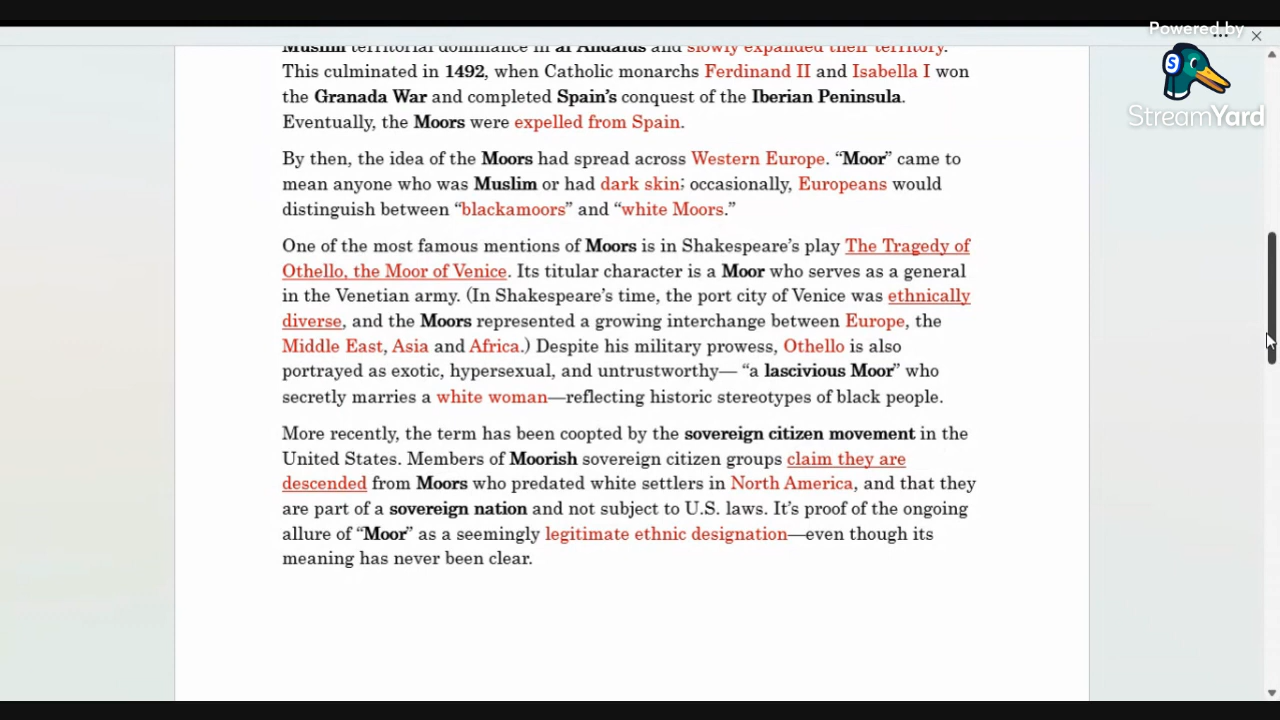 Powered by
StreamYard
Muslim territorial dominance in al Andalus and slowly expanded their territory.
This culminated in 1492, when Catholic monarchs Ferdinand II and Isabella I won
the Granada War and completed Spain's conquest of the Iberian Peninsula.
Eventually, the Moors were expelled from Spain.
By then, the idea of the Moors had spread across Western Europe. “Moor” came to
mean anyone who was Muslim or had dark skin; occasionally, Europeans would
distinguish between “blackamoors” and “white Moors.”
One of the most famous mentions of Moors is in Shakespeare's play The Tragedy of
Othello, the Moor of Venice. Its titular character is a Moor who serves as a general
in the Venetian army. (In Shakespeare's time, the port city of Venice was ethnically
diverse, and the Moors represented a growing interchange between Europe, the
Middle East, Asia and Africa.) Despite his military prowess, Othello is also
portrayed as exotic, hypersexual, and untrustworthy— “a lascivious Moor” who
secretly marries a white woman—reflecting historic stereotypes of black people.
More recently, the term has been coopted by the sovereign citizen movement in the
United States. Members of Moorish sovereign citizen groups claim they are
descended from Moors who predated white settlers in North America, and that they
are part of a sovereign nation and not subject to U.S. laws. It's proof of the ongoing
allure of “Moor” as a seemingly legitimate ethnic designation—even though its
meaning has never been clear.